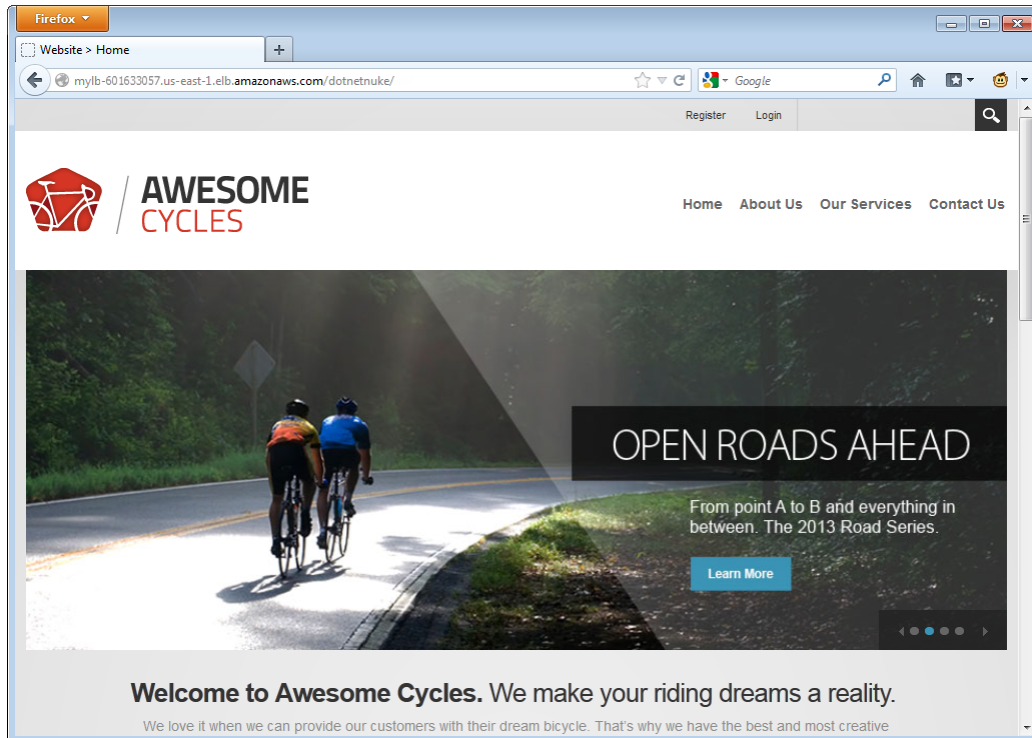 Firefox
Website > Home
mylb-601633057.us-east-1.elb.amazonaws.com/dotnetnuke/
Google
Register Login
AWESOME
CYCLES
Home About Us Our Services Contact Us
OPEN ROADS AHEAD
From point A to B and everything in
between. The 2013 Road Series.
Learn More
Welcome to Awesome Cycles. We make your riding dreams a reality.
We love it when we can provide our customers with their dream bicycle. That's why we have the best and most creative